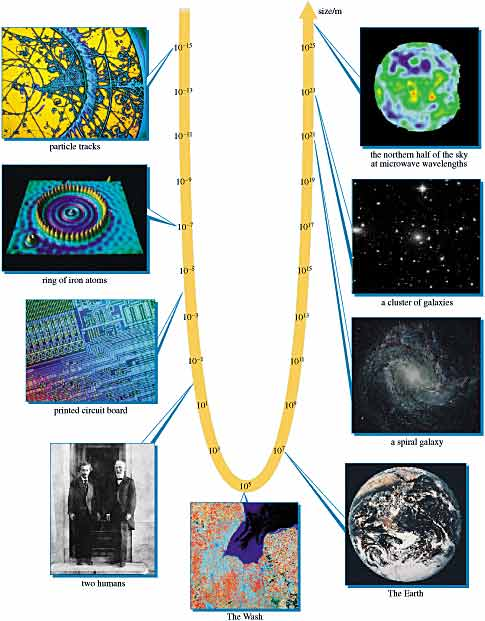 size/m
10⁻¹⁵
10⁻¹³
10⁻¹¹
10⁻⁹
10⁻⁷
10⁻⁵
10⁻³
10⁻¹
10¹
10³
10⁵
10⁷
10⁹
10¹¹
10¹³
10¹⁵
10¹⁷
10¹⁹
10²¹
10²³
10²⁵
particle tracks
ring of iron atoms
printed circuit board
two humans
The Wash
The Earth
a spiral galaxy
a cluster of galaxies
the northern half of the sky
at microwave wavelengths